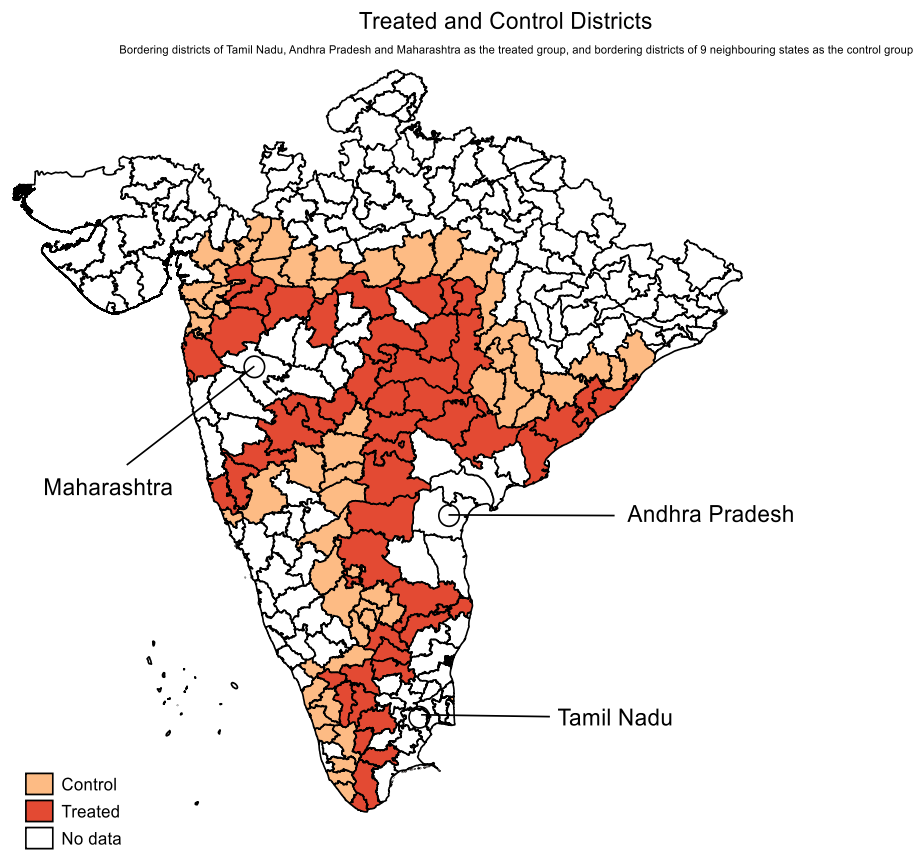 Treated and Control Districts
Bordering districts of Tamil Nadu, Andhra Pradesh and Maharashtra as the treated group, and bordering districts of 9 neighbouring states as the control group
Maharashtra
Andhra Pradesh
Tamil Nadu
Control
Treated
No data